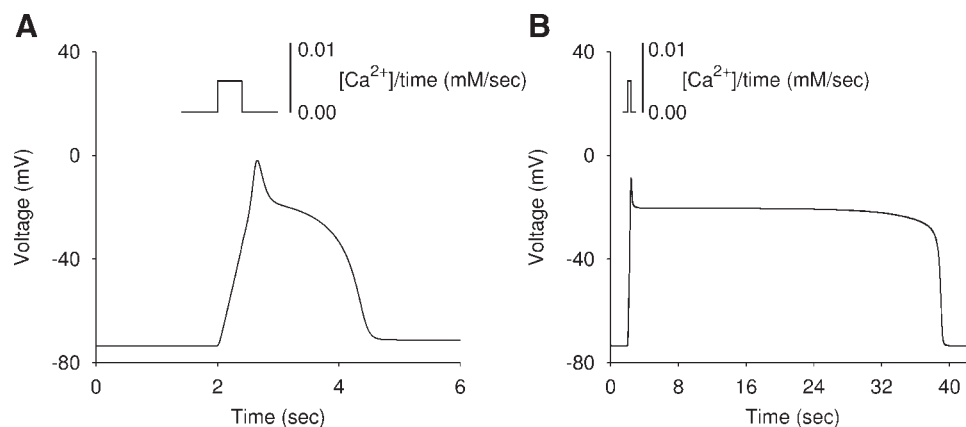 A
40
0
-40
-80
Voltage (mV)
0.01
[Ca2+]/time (mM/sec)
0.00
0 2 4 6
Time (sec)
B
40
0
-40
-80
Voltage (mV)
0.01
[Ca2+]/time (mM/sec)
0.00
0 8 16 24 32 40
Time (sec)